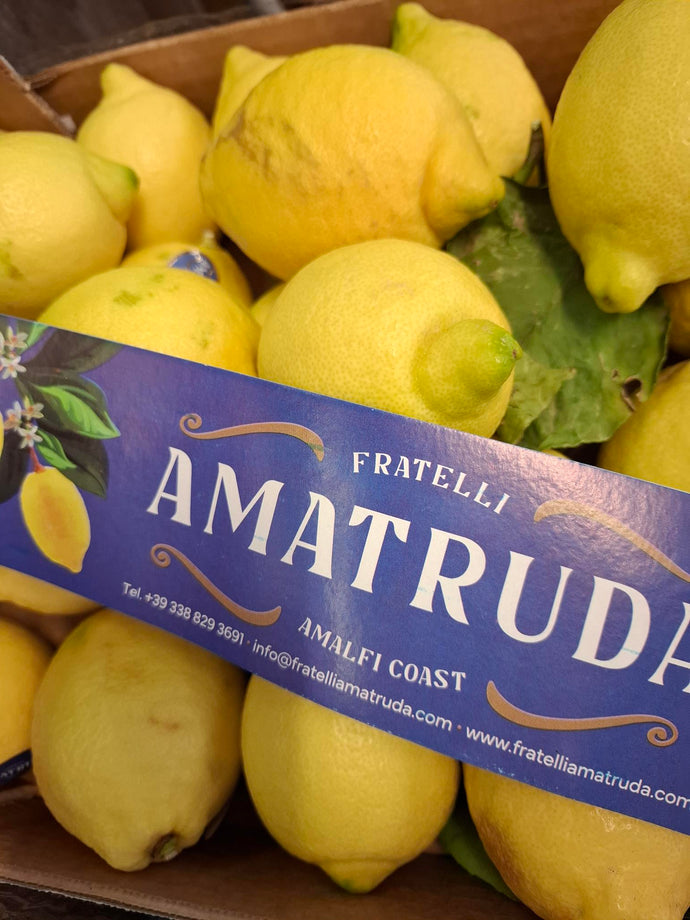 FRATELLI
AMATRUDA
AMALFI COAST
Tel. +39 338 829 3691 · info@fratelliamatruda.com · www.fratelliamatruda.com